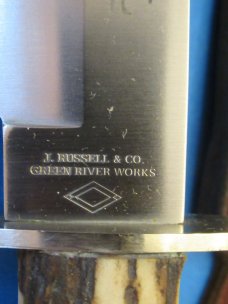 J. RUSSELL & CO.
GREEN RIVER WORKS